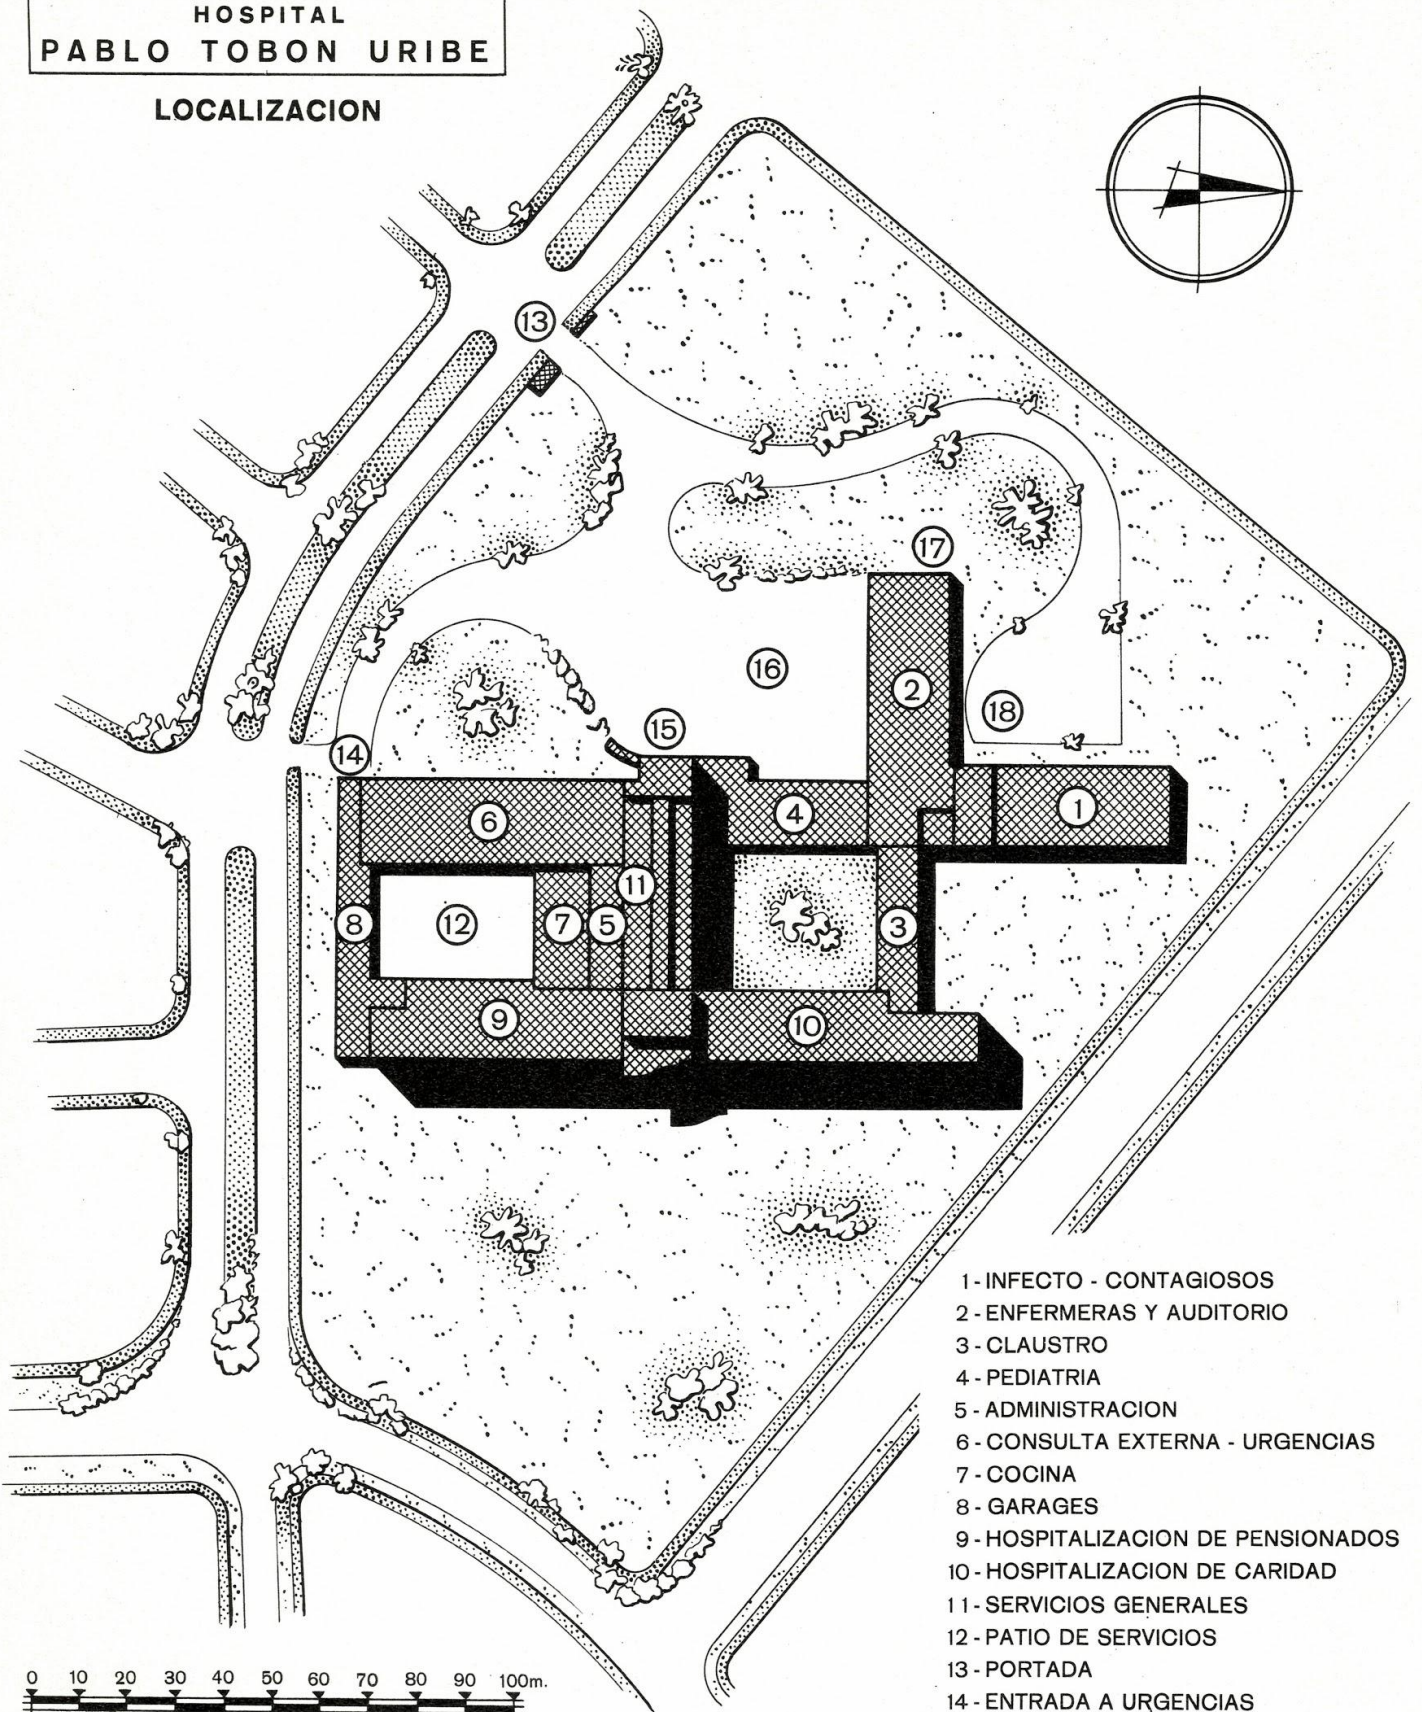 HOSPITAL
PABLO TOBON URIBE
LOCALIZACION
13
17
16
2
18
15
14
6
4
1
11
8
12
7
5
3
9
10
1 - INFECTO - CONTAGIOSOS
2 - ENFERMERAS Y AUDITORIO
3 - CLAUSTRO
4 - PEDIATRIA
5 - ADMINISTRACION
6 - CONSULTA EXTERNA - URGENCIAS
7 - COCINA
8 - GARAGES
9 - HOSPITALIZACION DE PENSIONADOS
10 - HOSPITALIZACION DE CARIDAD
11 - SERVICIOS GENERALES
12 - PATIO DE SERVICIOS
13 - PORTADA
14 - ENTRADA A URGENCIAS
0 10 20 30 40 50 60 70 80 90 100m.